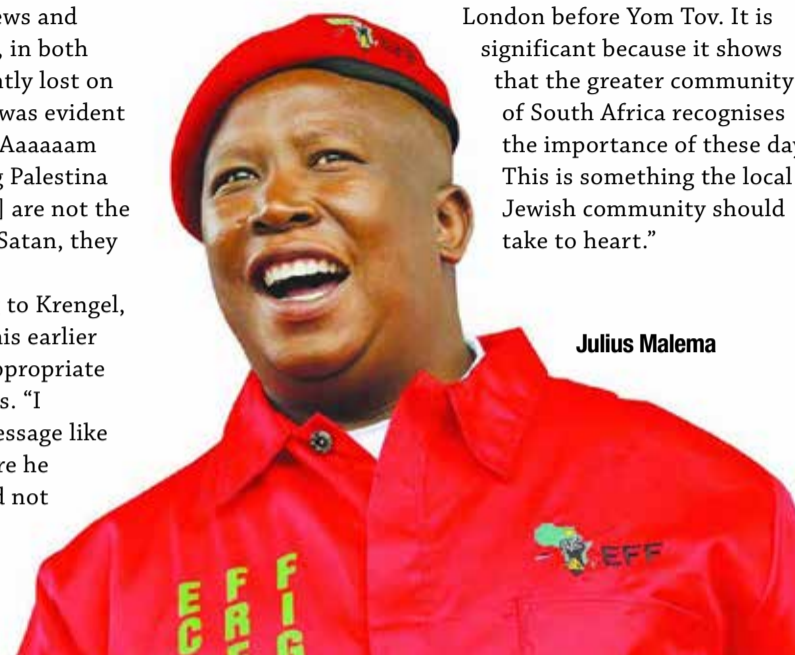 ews and
, in both
ntly lost on
was evident
Aaaaaam
g Palestina
] are not the
Satan, they
to Krengel,
his earlier
ppropriate
s. “I
essage like
re he
d not
London before Yom Tov. It is
significant because it shows
that the greater community
of South Africa recognises
the importance of these day
This is something the local
Jewish community should
take to heart.”
Julius Malema
EFF
E
C
F
R
E
F
I
G